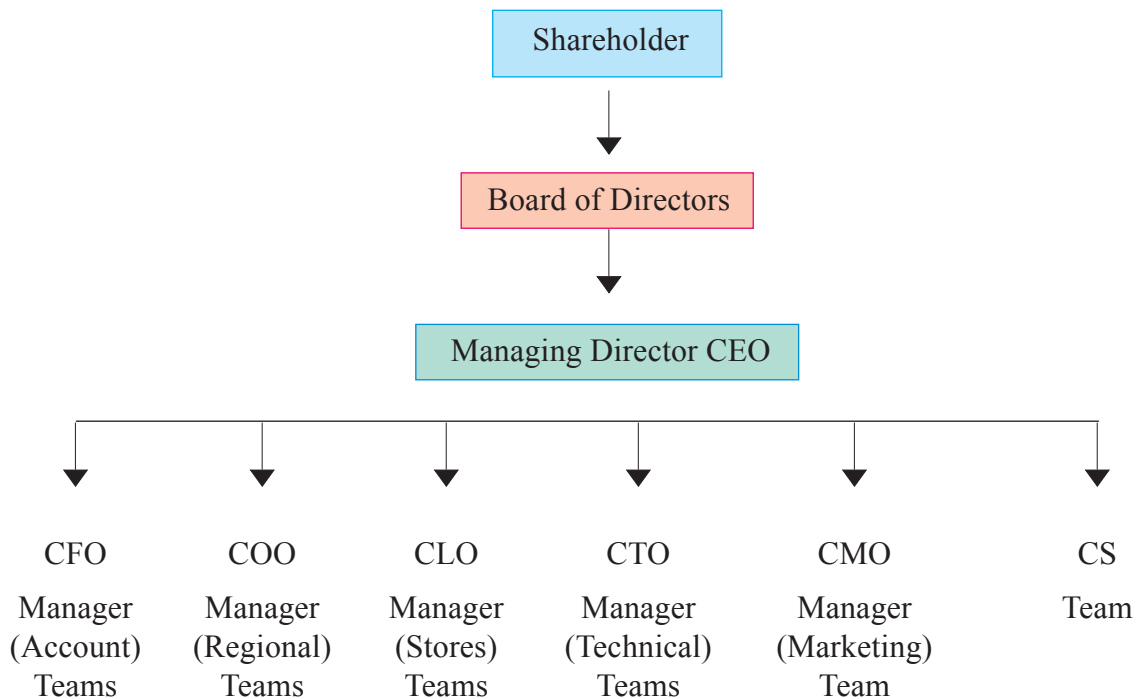 Shareholder
Board of Directors
Managing Director CEO
CFO COO CLO CTO CMO CS
Manager Manager Manager Manager Manager Team
(Account) (Regional) (Stores) (Technical) (Marketing)
Teams Teams Teams Teams Team